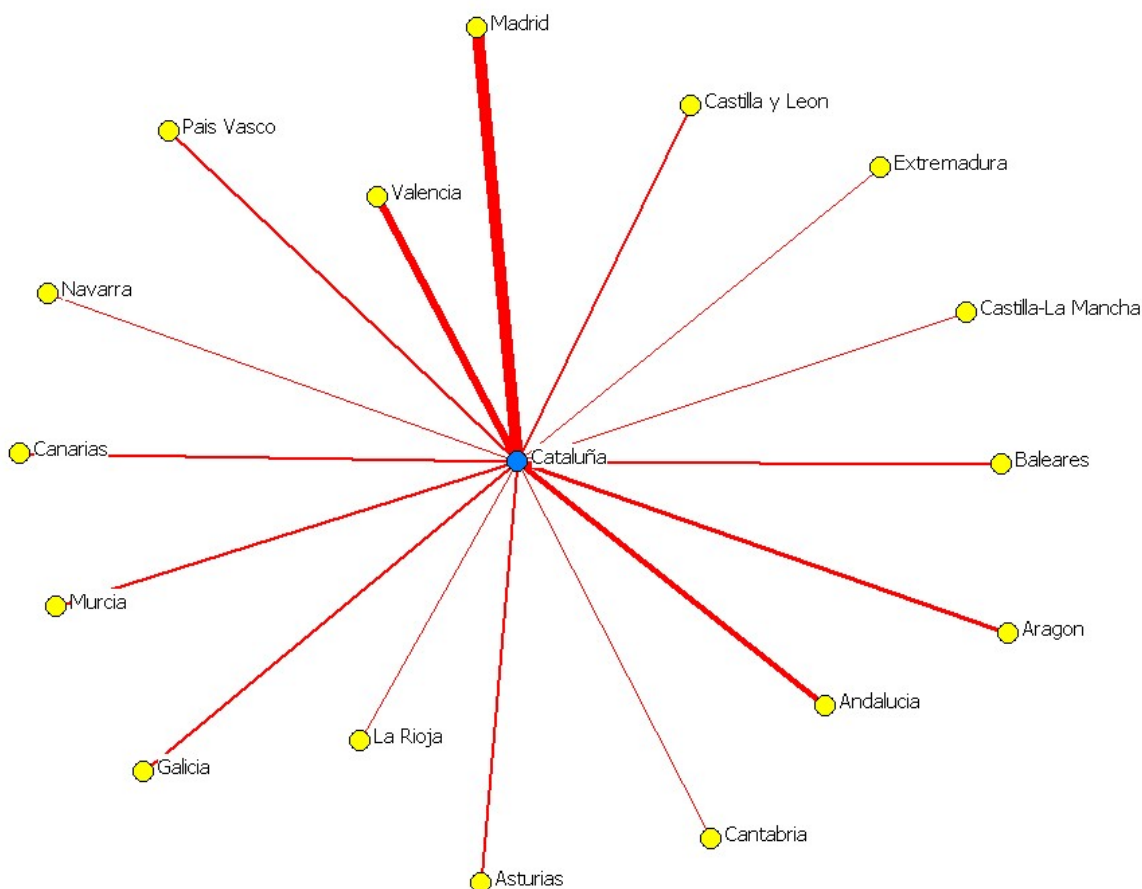 Madrid
Castilla y Leon
Pais Vasco
Extremadura
Valencia
Navarra
Castilla-La Mancha
Canarias
Cataluña
Baleares
Murcia
Aragon
Andalucia
La Rioja
Galicia
Cantabria
Asturias